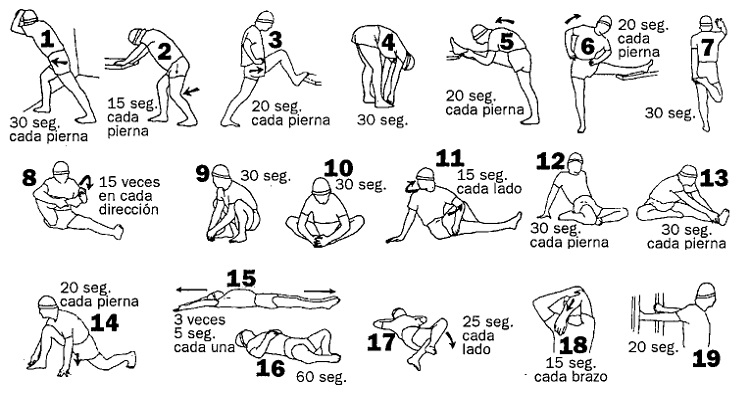 1
30 seg.
cada pierna
2
15 seg.
cada
pierna
3
20 seg.
cada pierna
4
30 seg.
5
20 seg.
cada pierna
6
20 seg.
cada
pierna
7
30 seg.
8
15 veces
en cada
dirección
9
30 seg.
10
30 seg.
11
15 seg.
cada lado
12
30 seg.
cada pierna
13
30 seg.
cada pierna
14
20 seg.
cada pierna
15
3 veces
5 seg.
cada una
16
60 seg.
17
25 seg.
cada
lado
18
15 seg.
cada brazo
19
20 seg.